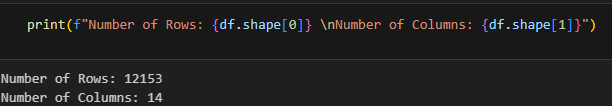 print(f"Number of Rows: {df.shape[0]} \nNumber of Columns: {df.shape[1]}")
Number of Rows: 12153
Number of Columns: 14